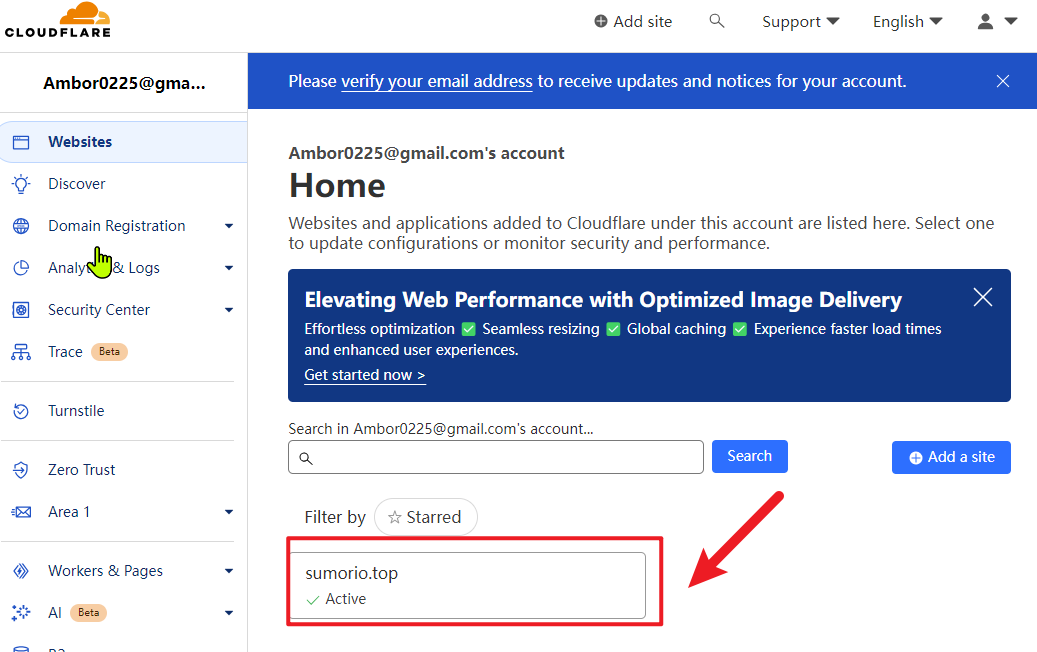 CLOUDFLARE
Add site
Support
English
Ambor0225@gma...
Please verify your email address to receive updates and notices for your account.
Websites
Discover
Domain Registration
Analy & Logs
Security Center
Trace Beta
Turnstile
Zero Trust
Area 1
Workers & Pages
AI Beta
Ambor0225@gmail.com's account
Home
Websites and applications added to Cloudflare under this account are listed here. Select one
to update configurations or monitor security and performance.
Elevating Web Performance with Optimized Image Delivery
Effortless optimization ✅ Seamless resizing ✅ Global caching ✅ Experience faster load times
and enhanced user experiences.
Get started now >
Search in Ambor0225@gmail.com's account...
Search
Add a site
Filter by
Starred
sumorio.top
Active